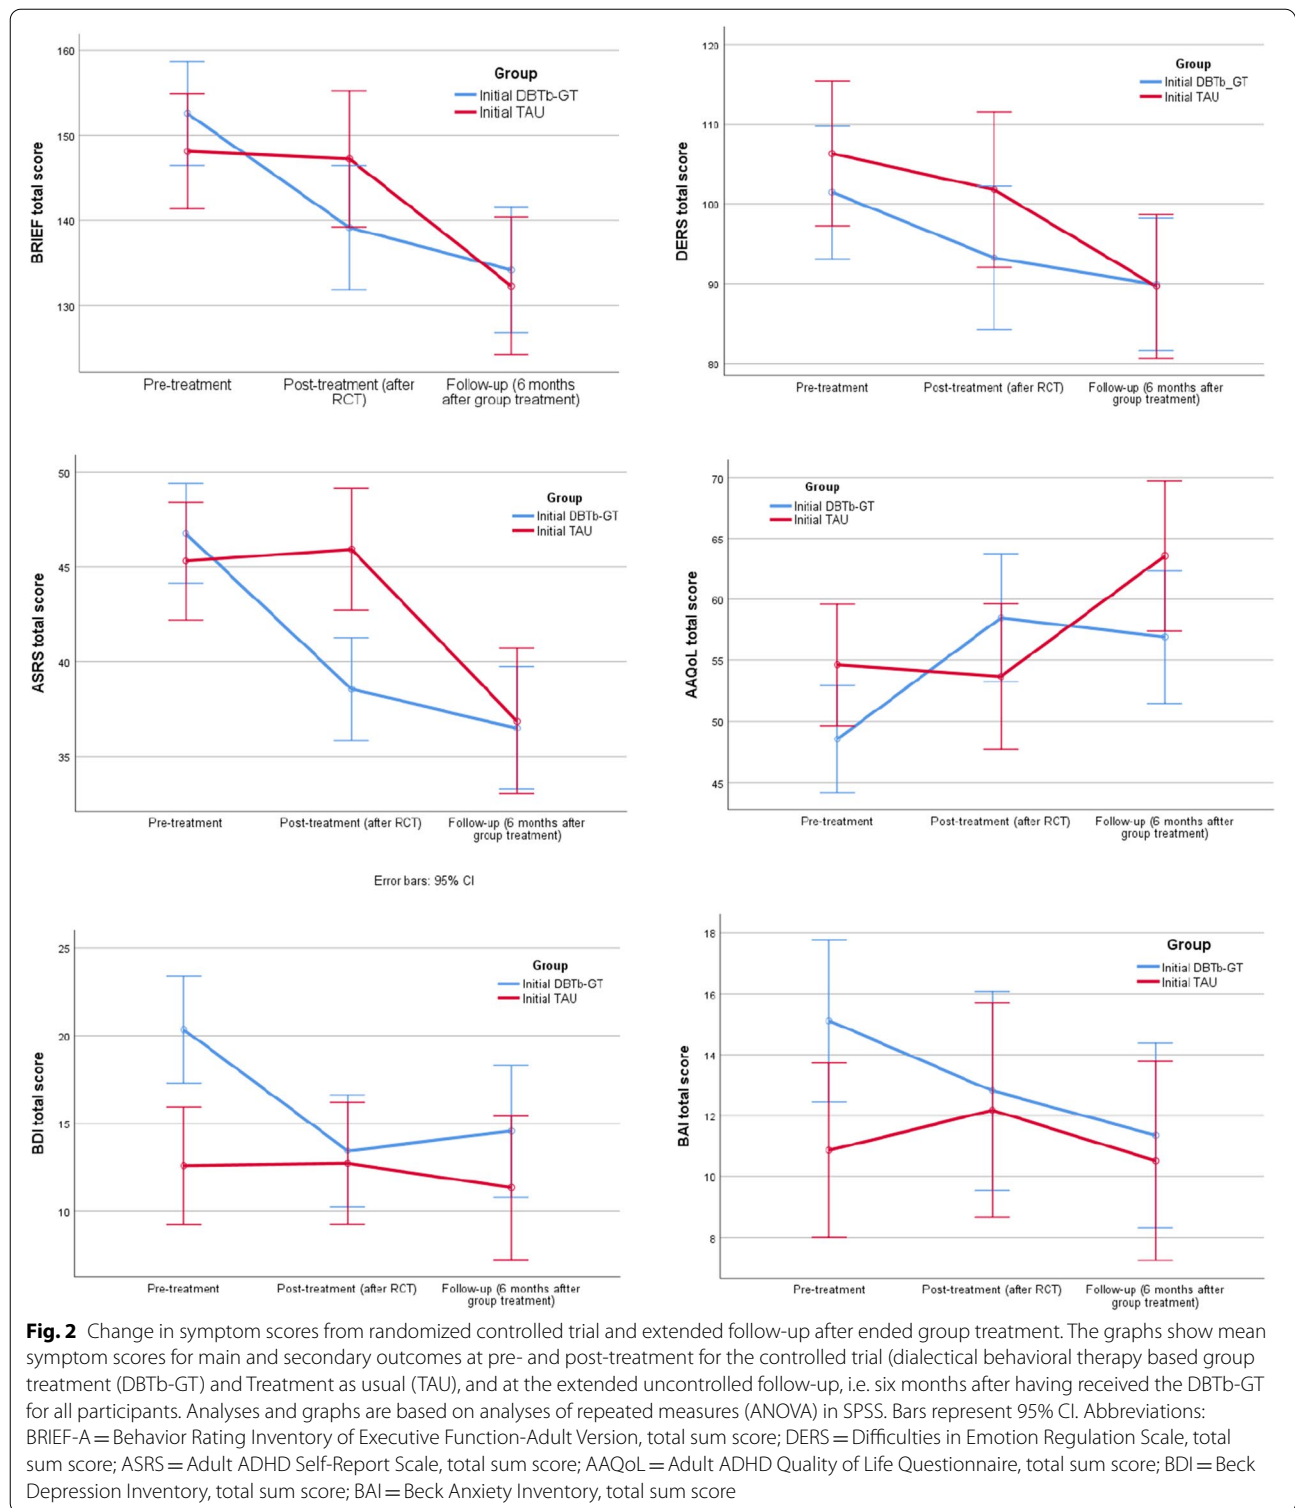 BRIEF total score
160
150
140
130
Group
Initial DBTb-GT
Initial TAU
Pre-treatment
Post-treatment (after
RCT)
Follow-up (6 months
after group treatment)
DERS total score
120
110
100
90
80
Group
Initial DBTb_GT
Initial TAU
Pre-treatment
Post-treatment (after RCT)
Follow-up (6 months after
group treatment)
ASRS total score
50
45
40
35
Group
Initial DBTb-GT
Initial TAU
Pre-treatment
Post-treatment (after RCT)
Follow-up (6 months after
group treatment)
Error bars: 95% CI
AAQoL total score
70
65
60
55
50
45
Group
Initial DBTb-GT
Initial TAU
Pre-treatment
Post-treatment (after RCT)
Follow-up (6 months aftter
group treatment)
BDI total score
25
20
15
10
Group
Initial DBTb-GT
Initial TAU
Pre-treatment
Post-treatment (after RCT)
Follow-up (6 months after
group treatment)
BAI total score
18
16
14
12
10
8
Group
Initial DBTb-GT
Initial TAU
Pre-treatment
Post-treatment (after RCT)
Follow-up (6 months after
group treatment)
Fig. 2 Change in symptom scores from randomized controlled trial and extended follow-up after ended group treatment. The graphs show mean
symptom scores for main and secondary outcomes at pre- and post-treatment for the controlled trial (dialectical behavioral therapy based group
treatment (DBTb-GT) and Treatment as usual (TAU), and at the extended uncontrolled follow-up, i.e. six months after having received the DBTb-GT
for all participants. Analyses and graphs are based on analyses of repeated measures (ANOVA) in SPSS. Bars represent 95% CI. Abbreviations:
BRIEF-A = Behavior Rating Inventory of Executive Function-Adult Version, total sum score; DERS = Difficulties in Emotion Regulation Scale, total
sum score; ASRS = Adult ADHD Self-Report Scale, total sum score; AAQoL = Adult ADHD Quality of Life Questionnaire, total sum score; BDI = Beck
Depression Inventory, total sum score; BAI = Beck Anxiety Inventory, total sum score